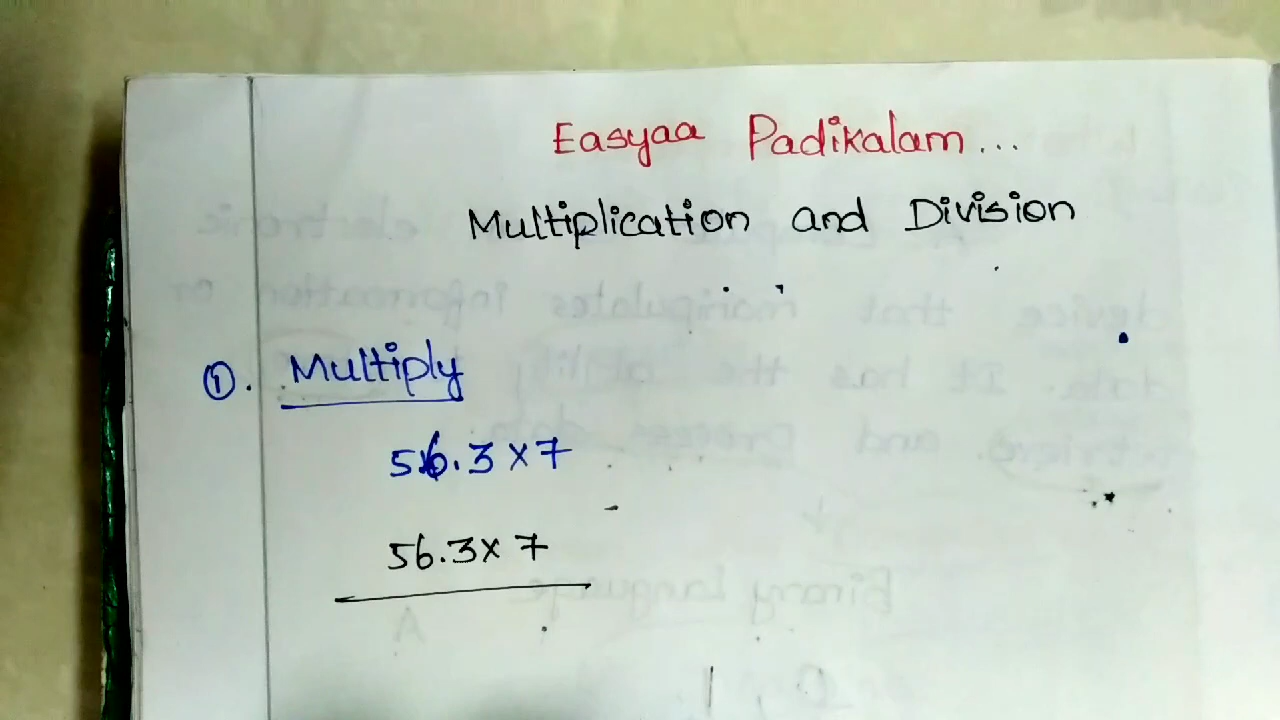 Easyaa Padikalam...
Multiplication and Division
①. Multiply
56.3 × 7
56.3 × 7